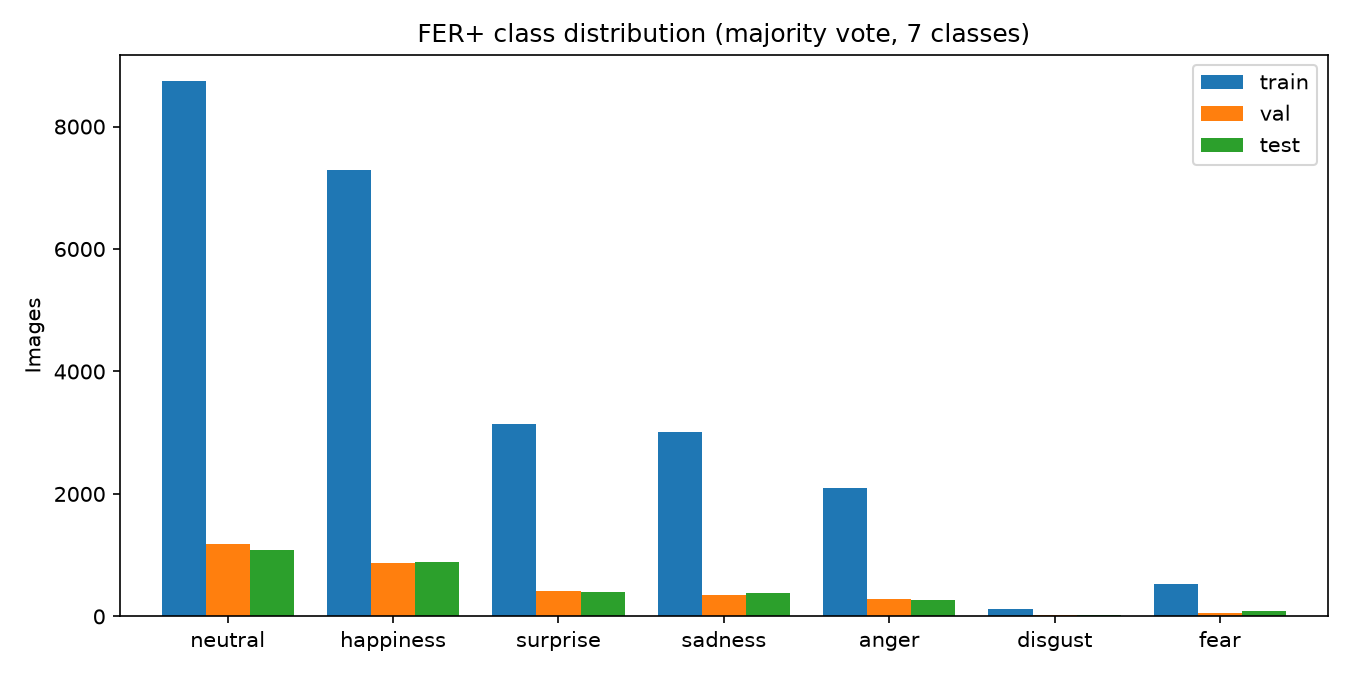 FER+ class distribution (majority vote, 7 classes)
train
val
test
Images
8000
6000
4000
2000
0
neutral happiness surprise sadness anger disgust fear